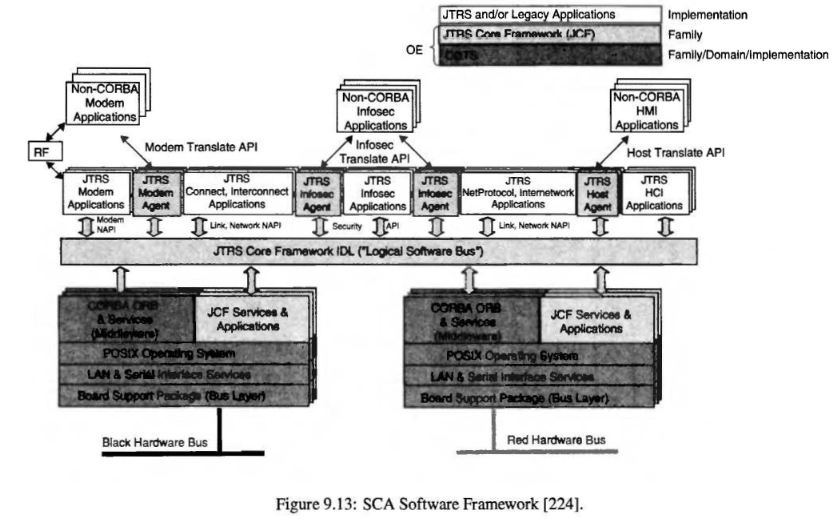 JTRS and/or Legacy Applications
Implementation
OE
JTRS Core Framework (JCF)
Family
COTS
Family/Domain/Implementation
Non-CORBA
Modem
Applications
Non-CORBA
Infosec
Applications
Non-CORBA
HMI
Applications
RF
Modem Translate API
Infosec
Translate API
Host Translate API
JTRS
Modem
Applications
JTRS
Modem
Agent
JTRS
Connect, Interconnect
Applications
JTRS
Infosec
Agent
JTRS
Infosec
Applications
JTRS
Infosec
Agent
JTRS
NetProtocol, Internetwork
Applications
JTRS
Host
Agent
JTRS
HCI
Applications
Modem
NAPI
Link, Network NAPI
Security
API
Link, Network NAPI
JTRS Core Framework IDL ("Logical Software Bus")
CORBA ORB
& Services
(Middleware)
JCF Services &
Applications
POSIX Operating System
LAN & Serial Interface Services
Board Support Package (Bus Layer)
CORBA ORB
& Services
(Middleware)
JCF Services &
Applications
POSIX Operating System
LAN & Serial Interface Services
Board Support Package (Bus Layer)
Black Hardware Bus
Red Hardware Bus
Figure 9.13: SCA Software Framework [224].